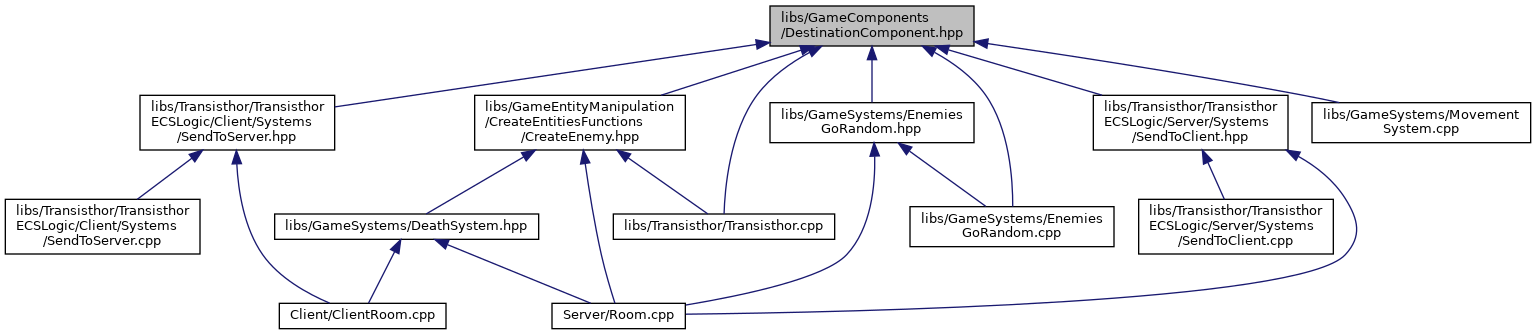 libs/GameComponents
/DestinationComponent.hpp
libs/Transisthor/Transisthor
ECSLogic/Client/Systems
/SendToServer.hpp
libs/GameEntityManipulation
/CreateEntitiesFunctions
/CreateEnemy.hpp
libs/GameSystems/Enemies
GoRandom.hpp
libs/Transisthor/Transisthor
ECSLogic/Server/Systems
/SendToClient.hpp
libs/GameSystems/Movement
System.cpp
libs/Transisthor/Transisthor
ECSLogic/Client/Systems
/SendToServer.cpp
libs/GameSystems/DeathSystem.hpp
libs/Transisthor/Transisthor.cpp
libs/GameSystems/Enemies
GoRandom.cpp
libs/Transisthor/Transisthor
ECSLogic/Server/Systems
/SendToClient.cpp
Client/ClientRoom.cpp
Server/Room.cpp